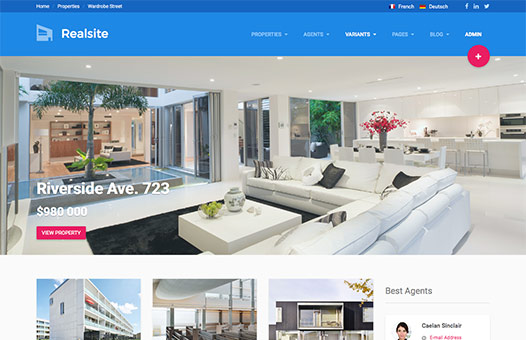 Home / Properties / Wardrobe Street
French Deutsch
Realsite
PROPERTIES AGENTS VARIANTS PAGES BLOG ADMIN
+
Riverside Ave. 723
$980 000
VIEW PROPERTY
Best Agents
Caelan Sinclair
E-mail Address